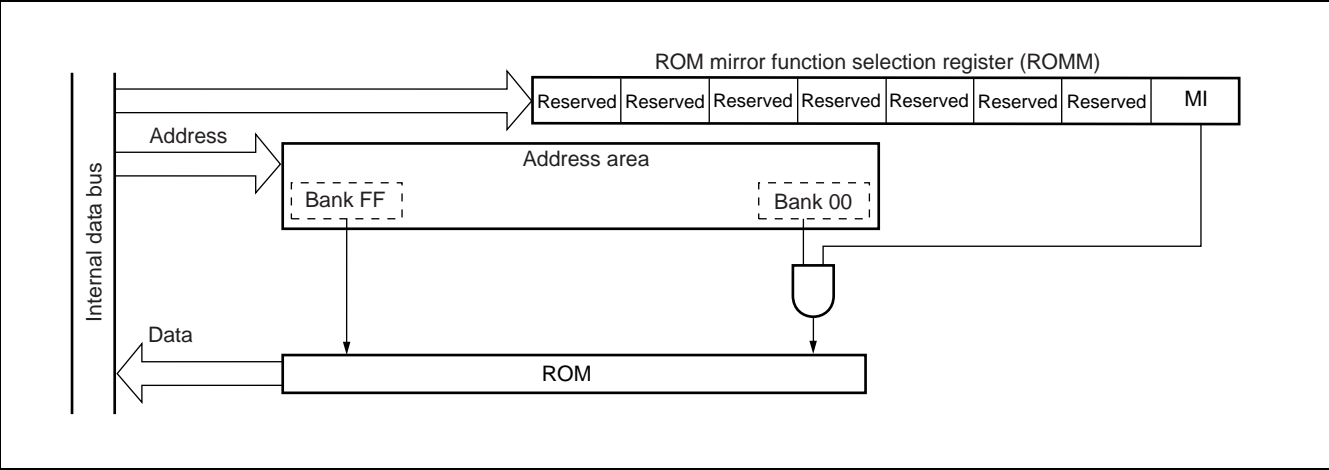 ROM mirror function selection register (ROMM)
Reserved Reserved Reserved Reserved Reserved Reserved Reserved MI
Address
Address area
Bank FF Bank 00
Internal data bus
Data
ROM